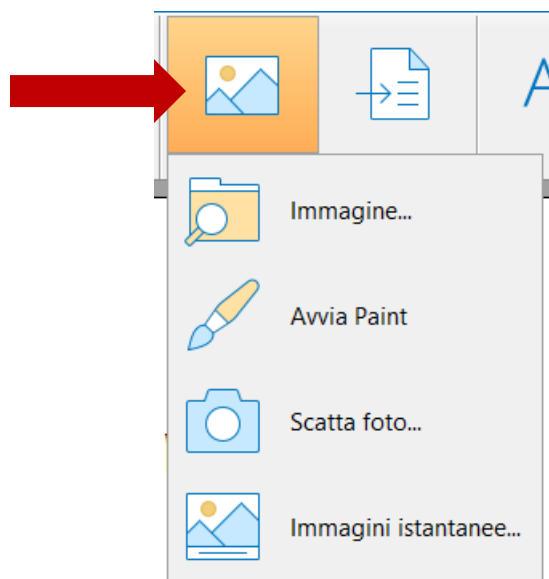 A
Immagine...
Avvia Paint
Scatta foto...
Immagini istantanee...